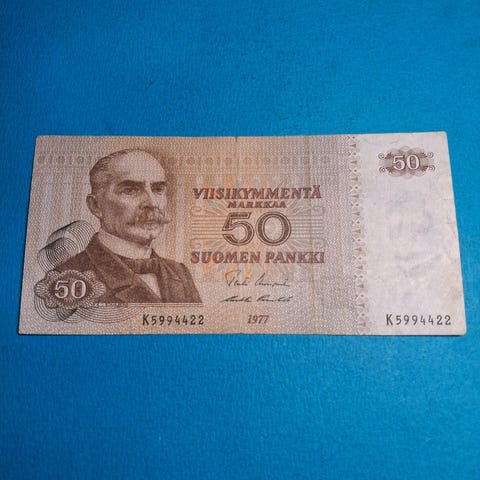 50
VIISIKYMMENTÄ
MARKKAA
50
SUOMEN PANKKI
50
K5994422
1977
K5994422